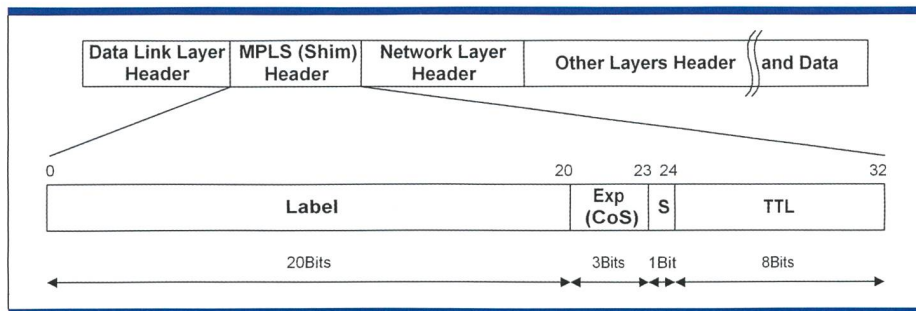 Data Link Layer Header
MPLS (Shim) Header
Network Layer Header
Other Layers Header and Data
0 20 23 24 32
Label
Exp (CoS)
S
TTL
20Bits 3Bits 1Bit 8Bits